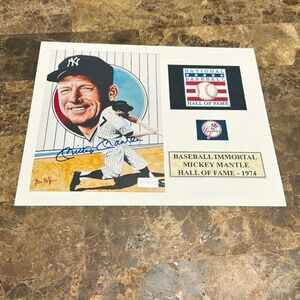 NY
Mickey Mantle
NATIONAL
BASEBALL
HALL OF FAME
BASEBALL IMMORTAL
MICKEY MANTLE
HALL OF FAME - 1974